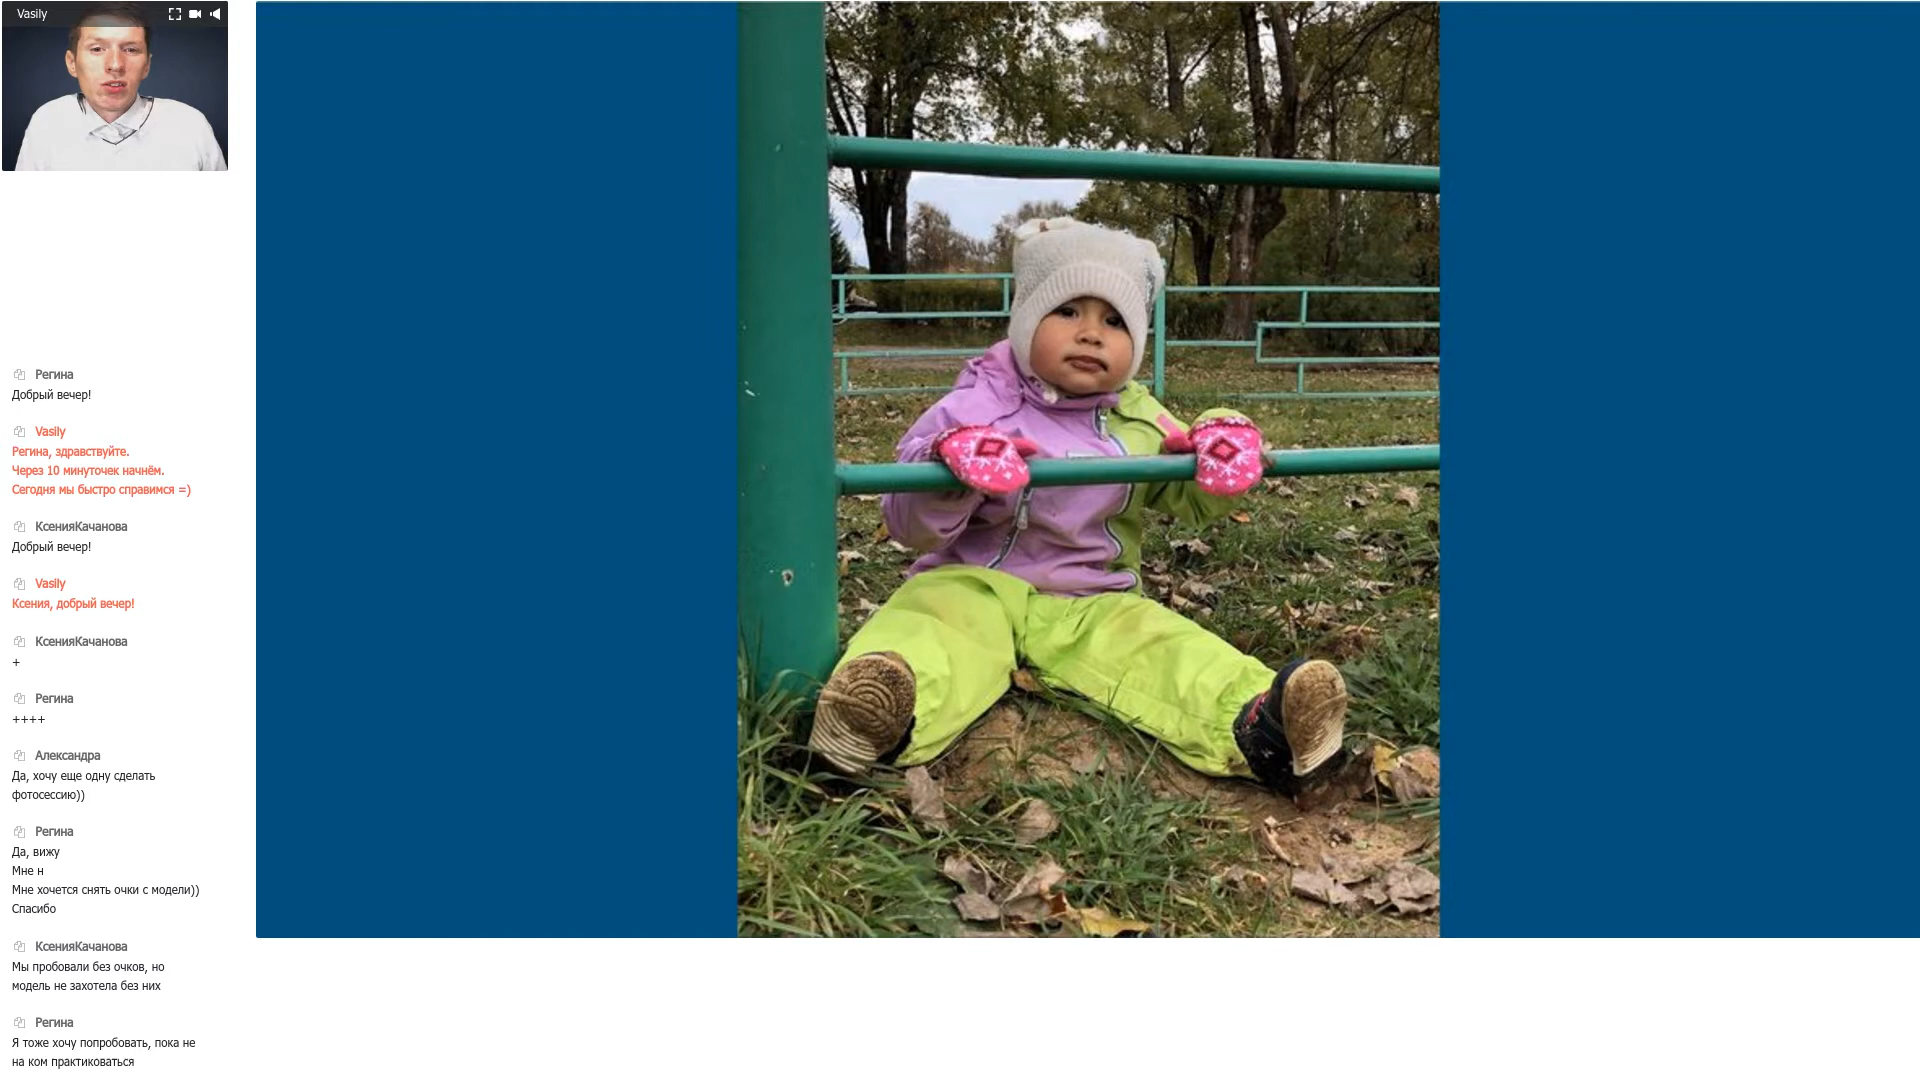 Vasily
Регина
Добрый вечер!
Vasily
Регина, здравствуйте.
Через 10 минуточек начнём.
Сегодня мы быстро справимся =)
КсенияКачанова
Добрый вечер!
Vasily
Ксения, добрый вечер!
КсенияКачанова
+
Регина
++++
Александра
Да, хочу еще одну сделать
фотосессию))
Регина
Да, вижу
Мне н
Мне хочется снять очки с модели))
Спасибо
КсенияКачанова
Мы пробовали без очков, но
модель не захотела без них
Регина
Я тоже хочу попробовать, пока не
на ком практиковаться